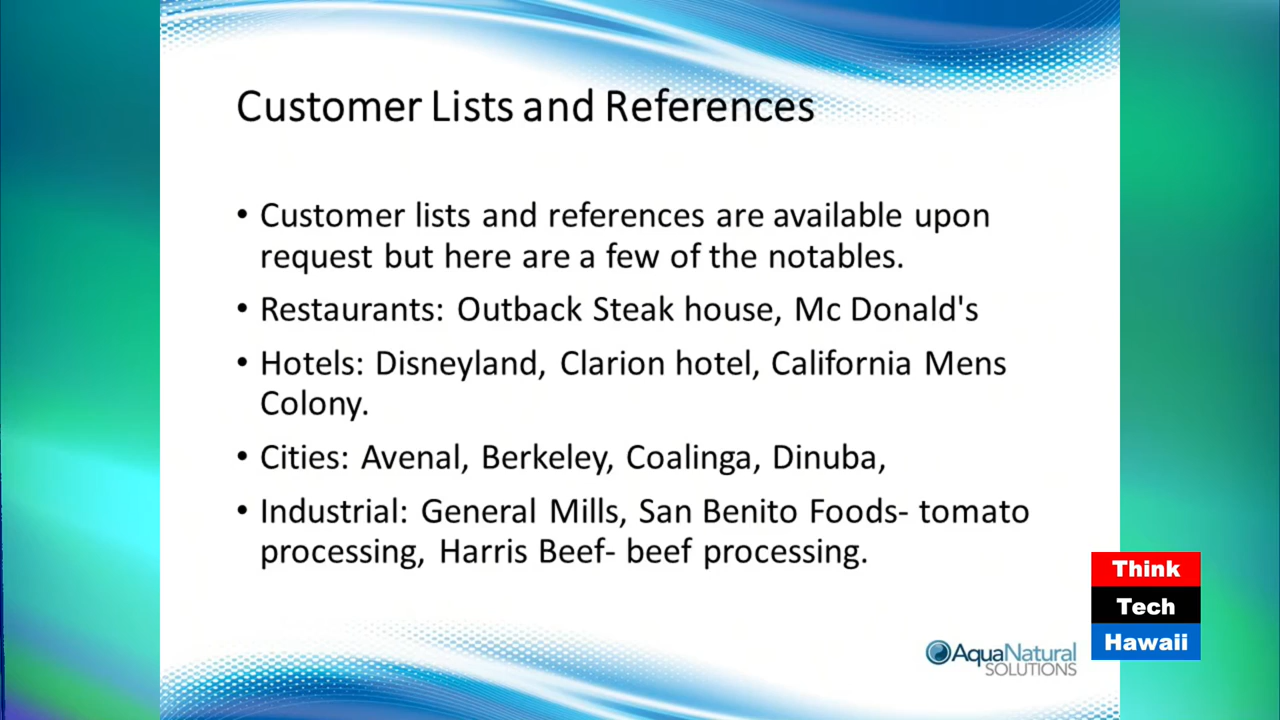 Customer Lists and References
• Customer lists and references are available upon
request but here are a few of the notables.
• Restaurants: Outback Steak house, Mc Donald's
• Hotels: Disneyland, Clarion hotel, California Mens
Colony.
• Cities: Avenal, Berkeley, Coalinga, Dinuba,
• Industrial: General Mills, San Benito Foods- tomato
processing, Harris Beef- beef processing.
Think
Tech
Hawaii
AquaNatural
SOLUTIONS